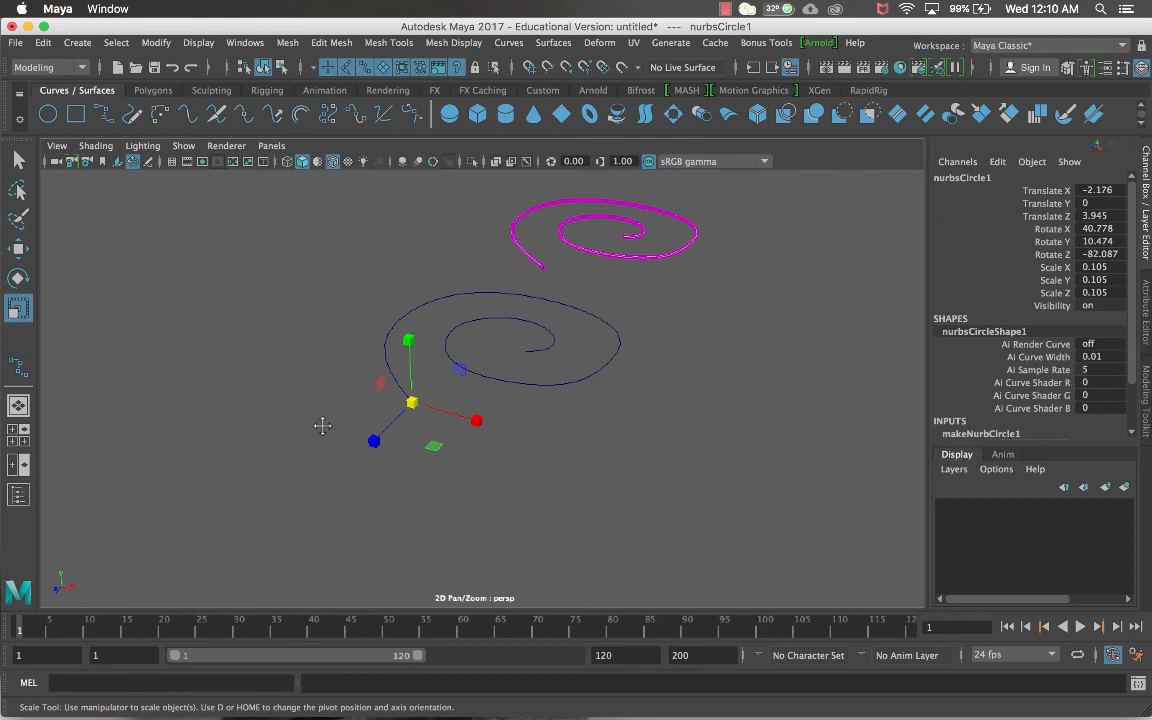 Maya Window 32° 99% Wed 12:10 AM
Autodesk Maya 2017 - Educational Version: untitled* --- nurbsCircle1
File Edit Create Select Modify Display Windows Mesh Edit Mesh Mesh Tools Mesh Display Curves Surfaces Deform UV Generate Cache Bonus Tools Arnold Help Workspace : Maya Classic*
Modeling No Live Surface Sign In
Curves / Surfaces Polygons Sculpting Rigging Animation Rendering FX FX Caching Custom Arnold Bifrost MASH Motion Graphics XGen RapidRig
View Shading Lighting Show Renderer Panels
0.00 1.00 sRGB gamma
Channels Edit Object Show
nurbsCircle1
Translate X -2.176
Translate Y 0
Translate Z 3.945
Rotate X 40.778
Rotate Y 10.474
Rotate Z -82.087
Scale X 0.105
Scale Y 0.105
Scale Z 0.105
Visibility on
SHAPES
nurbsCircleShape1
Ai Render Curve off
Ai Curve Width 0.01
Ai Sample Rate 5
Ai Curve Shader R 0
Ai Curve Shader G 0
Ai Curve Shader B 0
INPUTS
makeNurbCircle1
Display Anim
Layers Options Help
Channel Box / Layer Editor
Attribute Editor
Modeling Toolkit
2D Pan/Zoom : persp
5 10 15 20 25 30 35 40 45 50 55 60 65 70 75 80 85 90 95 100 105 110 12
1 1
1 1 1 120 120 200 No Character Set No Anim Layer 24 fps
MEL
Scale Tool: Use manipulator to scale object(s). Use D or HOME to change the pivot position and axis orientation.